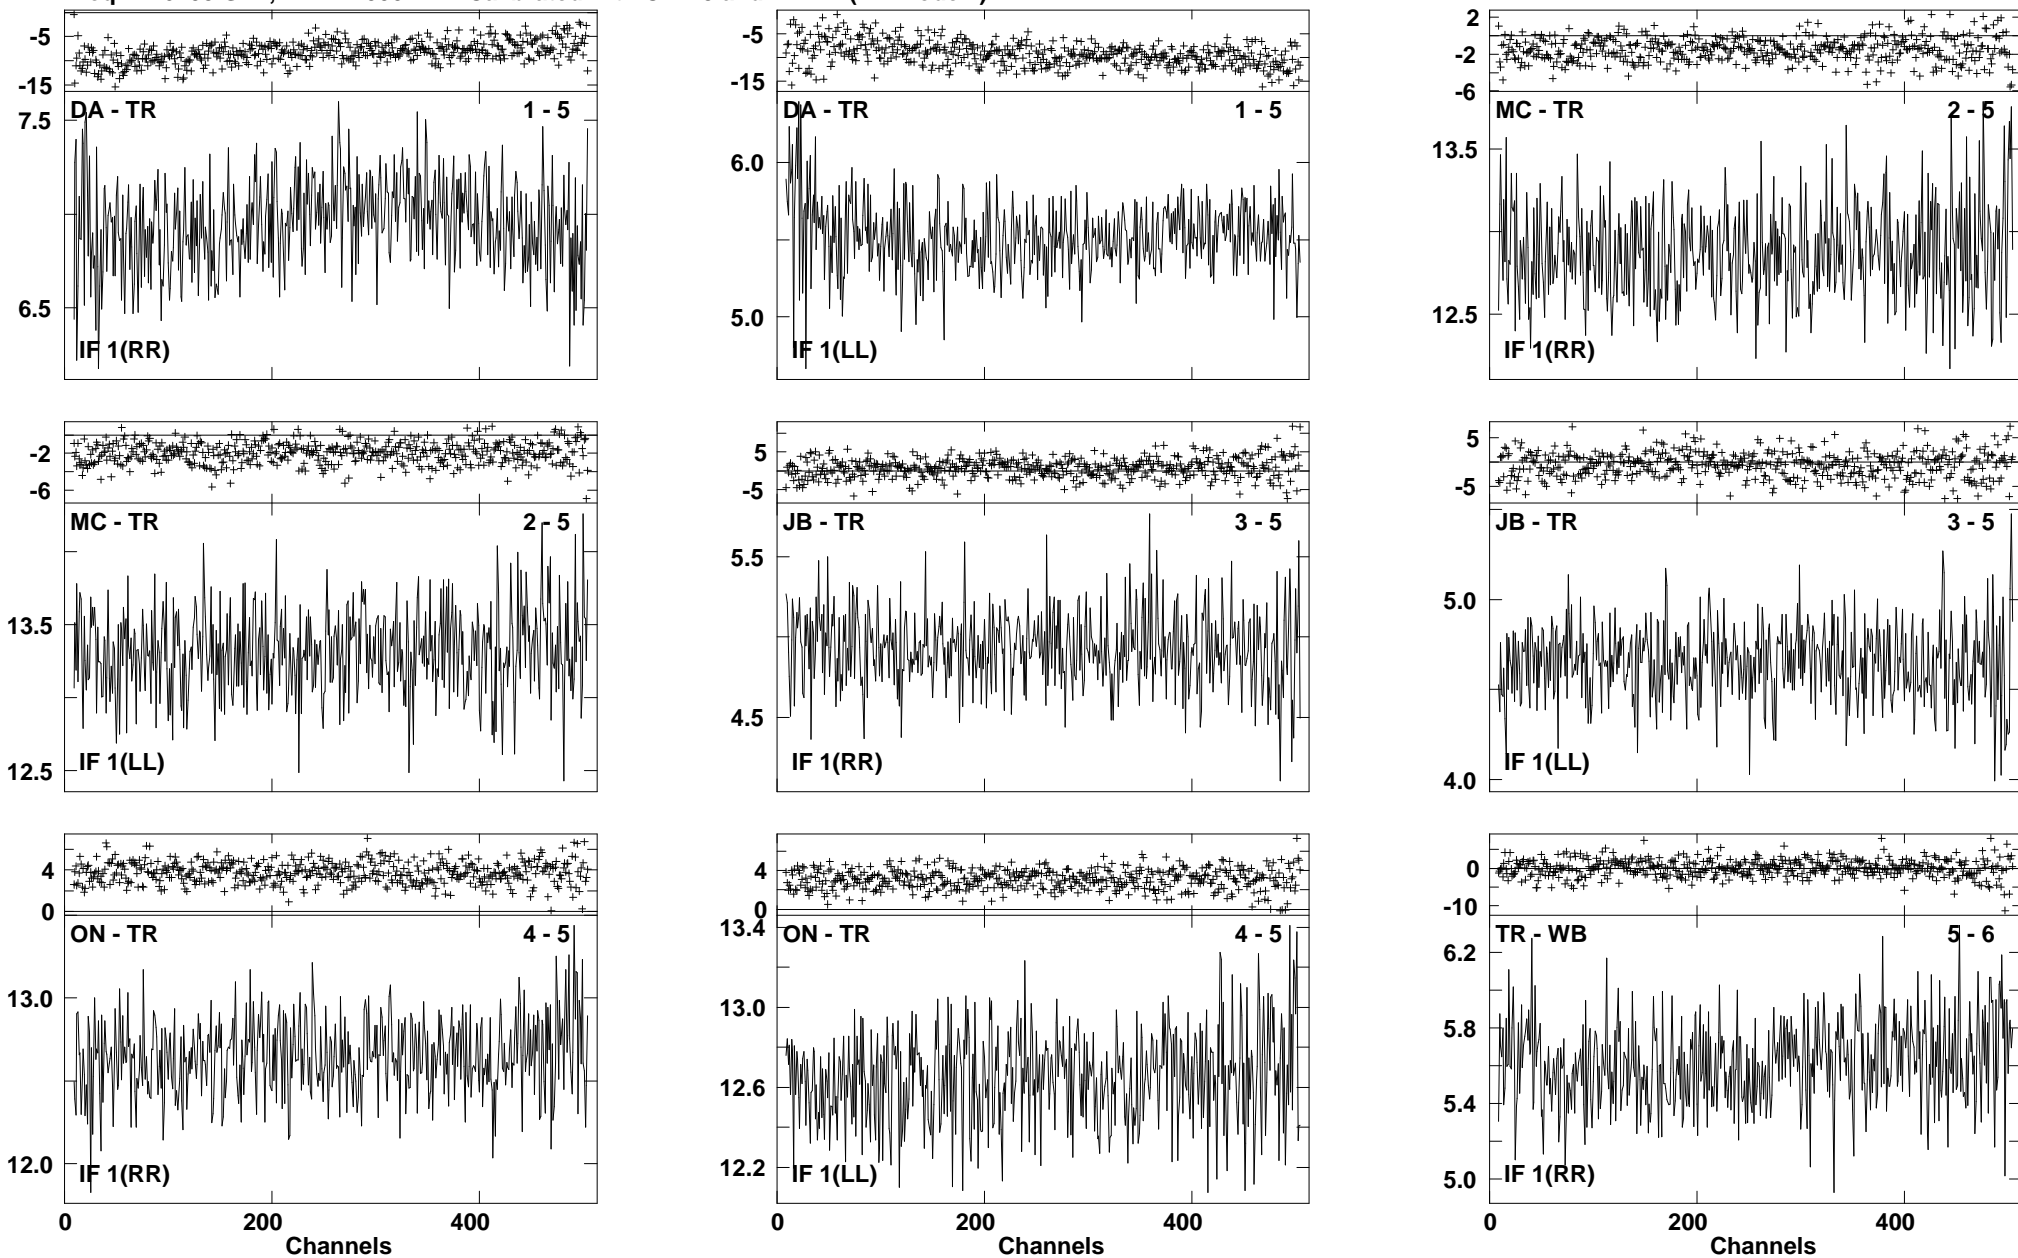 -5
-15
DA - TR 1 - 5
7.5
6.5
IF 1(RR)
-5
-15
DA - TR 1 - 5
6.0
5.0
IF 1(LL)
2
-2
-6
MC - TR 2 - 5
13.5
12.5
IF 1(RR)
-2
-6
MC - TR 2 - 5
13.5
12.5
IF 1(LL)
5
-5
JB - TR 3 - 5
5.5
4.5
IF 1(RR)
5
-5
JB - TR 3 - 5
5.0
4.0
IF 1(LL)
4
0
ON - TR 4 - 5
13.0
12.0
IF 1(RR)
0 200 400
Channels
4
0
13.4
ON - TR 4 - 5
13.0
12.6
12.2
IF 1(LL)
0 200 400
Channels
0
-10
TR - WB 5 - 6
6.2
5.8
5.4
5.0
IF 1(RR)
0 200 400
Channels